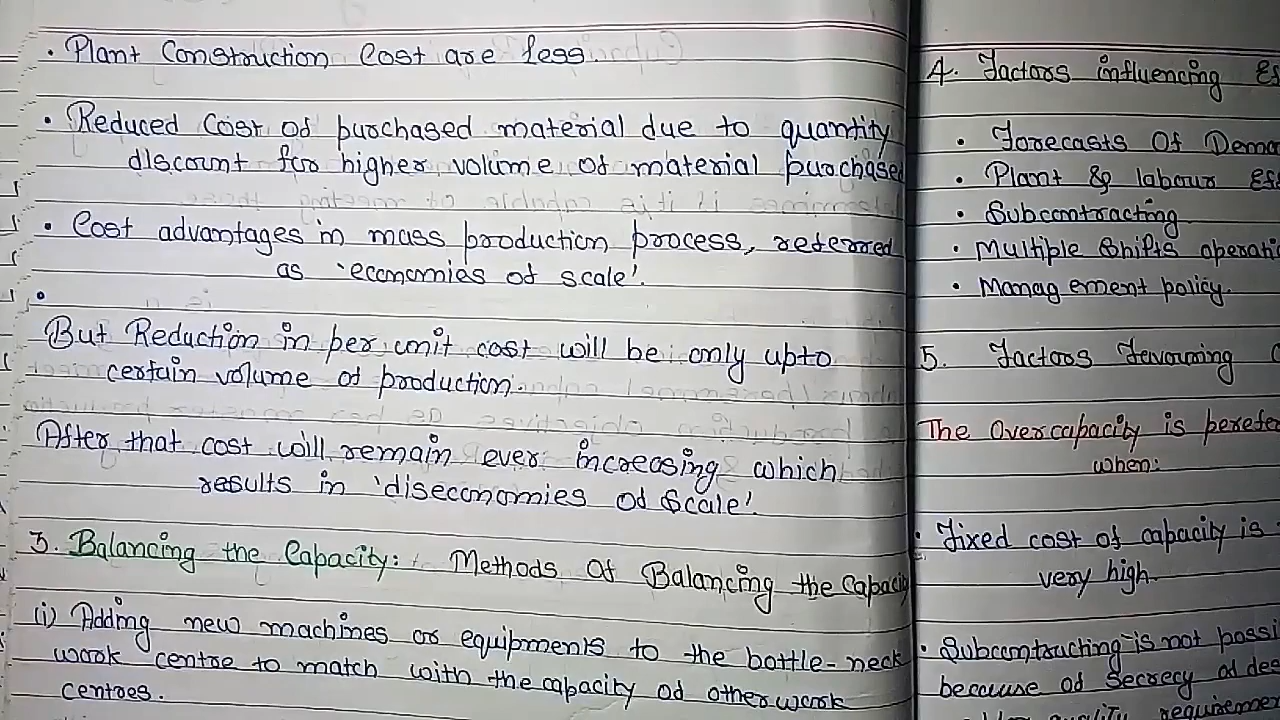 • Plant Construction Cost are less.
• Reduced Cost of purchased material due to quantity
discount for higher volume of material purchased
• Cost advantages in mass production process, referred
as 'economies of scale'.
•
But Reduction in per unit cost will be only upto
certain volume of production.
After that cost will remain ever increasing which
results in 'diseconomies of Scale'.
3. Balancing the Capacity: Methods of Balancing the Capacity
(i) Adding new machines or equipments to the bottle-neck
work centre to match with the capacity of other work
centres.
4. Factors influencing
• Forecasts Of
• Plant & labour
• Subcontracting
• Multiple Shifts
• Management policy.
5. Factors Favouring
The Overcapacity is
when:
• Fixed cost of capacity is
very high.
• Subcontracting is not
because of Secrecy of